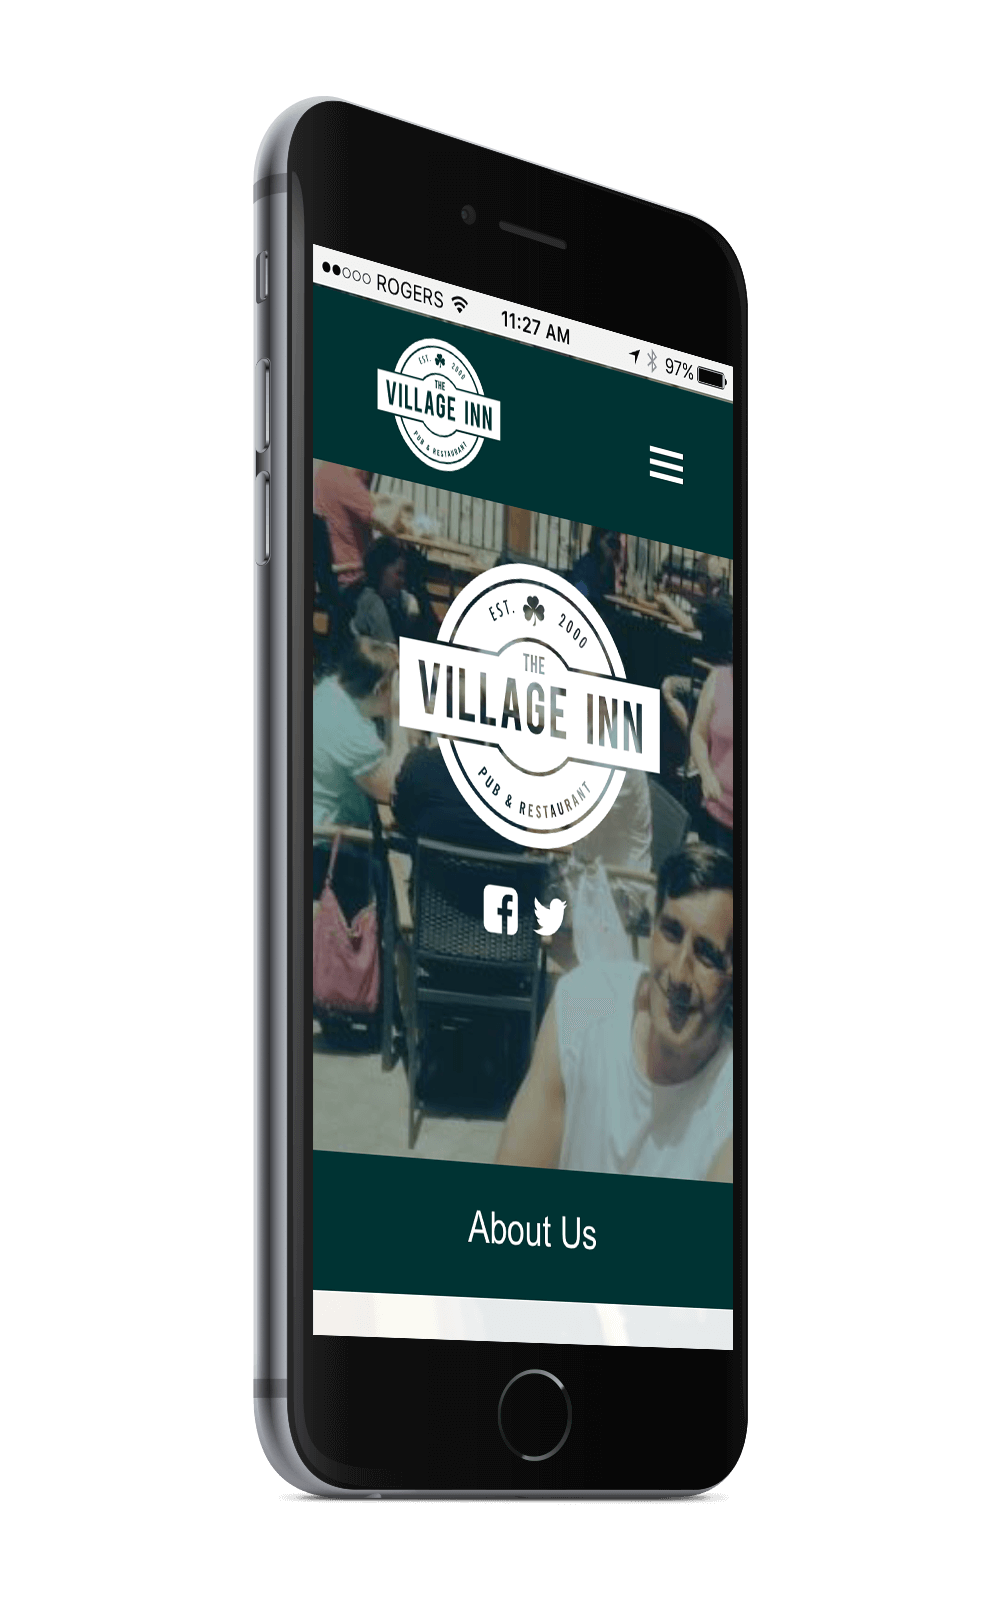 ROGERS 11:27 AM 97%
EST. 2000
THE
VILLAGE INN
PUB & RESTAURANT
EST. 2000
THE
VILLAGE INN
PUB & RESTAURANT
About Us